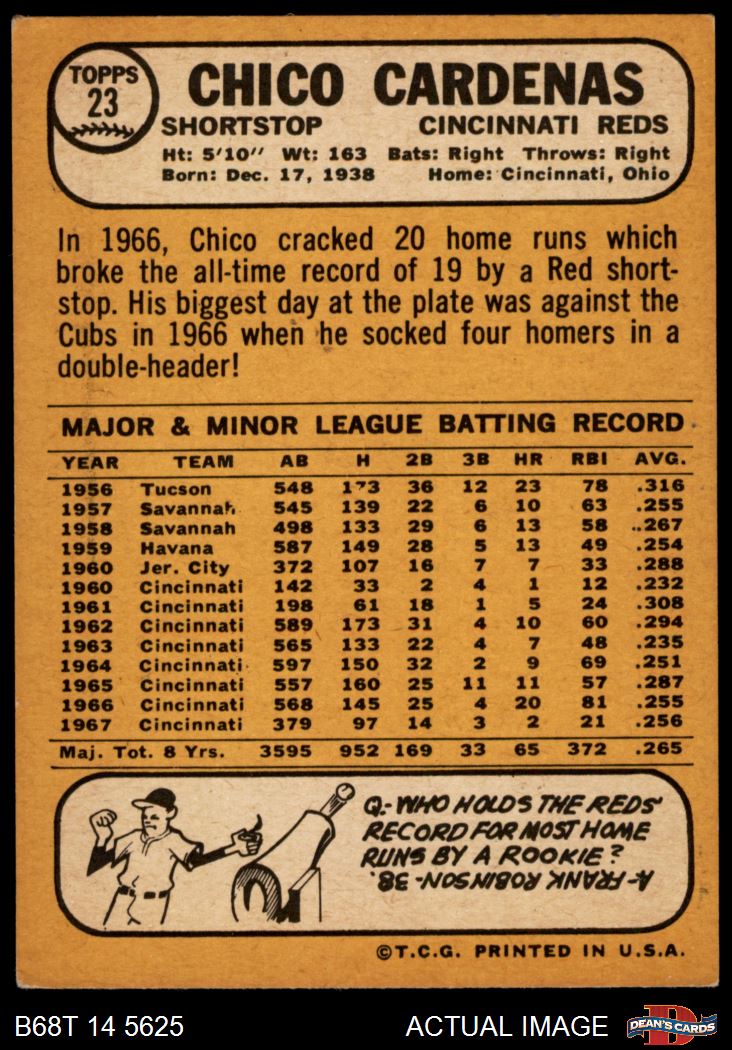 TOPPS
23
CHICO CARDENAS
SHORTSTOP CINCINNATI REDS
Ht: 5'10" Wt: 163 Bats: Right Throws: Right
Born: Dec. 17, 1938 Home: Cincinnati, Ohio
In 1966, Chico cracked 20 home runs which
broke the all-time record of 19 by a Red short-
stop. His biggest day at the plate was against the
Cubs in 1966 when he socked four homers in a
double-header!
MAJOR & MINOR LEAGUE BATTING RECORD
YEAR TEAM AB H 2B 3B HR RBI AVG.
1956 Tucson 548 173 36 12 23 78 .316
1957 Savannah 545 139 22 6 10 63 .255
1958 Savannah 498 133 29 6 13 58 .267
1959 Havana 587 149 28 5 13 49 .254
1960 Jer. City 372 107 16 7 7 33 .288
1960 Cincinnati 142 33 2 4 1 12 .232
1961 Cincinnati 198 61 18 1 5 24 .308
1962 Cincinnati 589 173 31 4 10 60 .294
1963 Cincinnati 565 133 22 4 7 48 .235
1964 Cincinnati 597 150 32 2 9 69 .251
1965 Cincinnati 557 160 25 11 11 57 .287
1966 Cincinnati 568 145 25 4 20 81 .255
1967 Cincinnati 379 97 14 3 2 21 .256
Maj. Tot. 8 Yrs. 3595 952 169 33 65 372 .265
Q- WHO HOLDS THE REDS'
RECORD FOR MOST HOME
RUNS BY A ROOKIE?
A- FRANK ROBINSON - 38.
©T.C.G. PRINTED IN U.S.A.
B68T 14 5625 ACTUAL IMAGE D DEAN'S CARDS